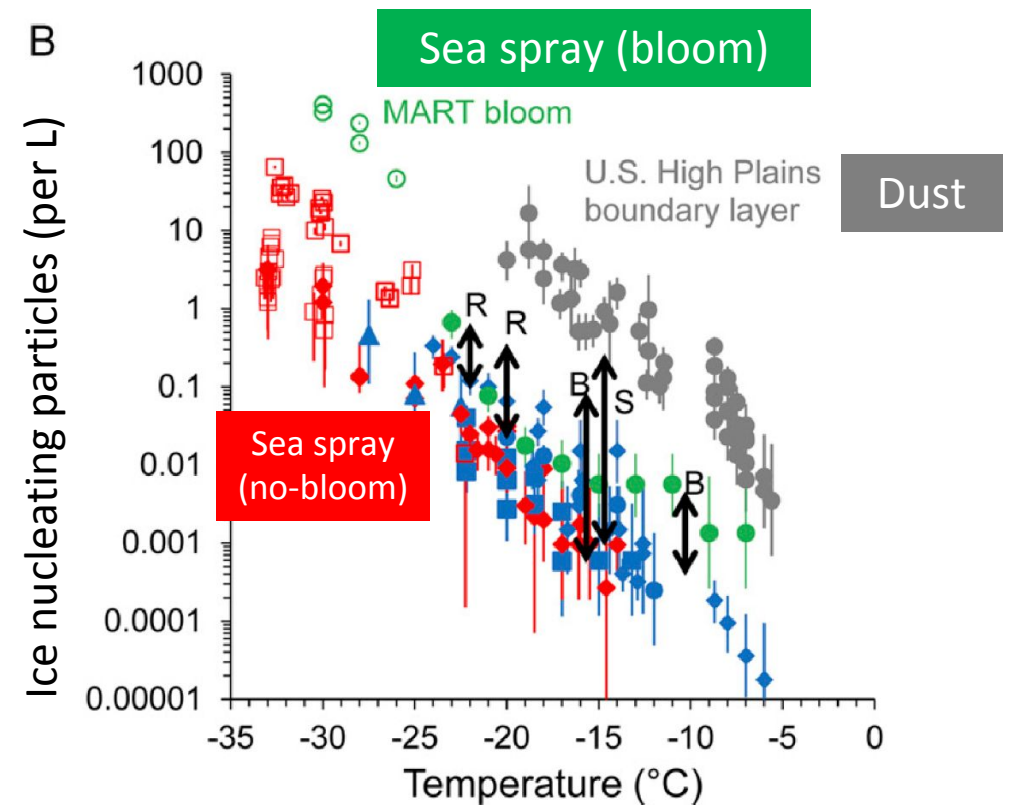 B
Sea spray (bloom)
1000
MART bloom
100
U.S. High Plains
boundary layer
Dust
10
1
R
R
0.1
B
S
Sea spray
(no-bloom)
0.01
B
0.001
0.0001
0.00001
-35 -30 -25 -20 -15 -10 -5 0
Temperature (°C)
Ice nucleating particles (per L)